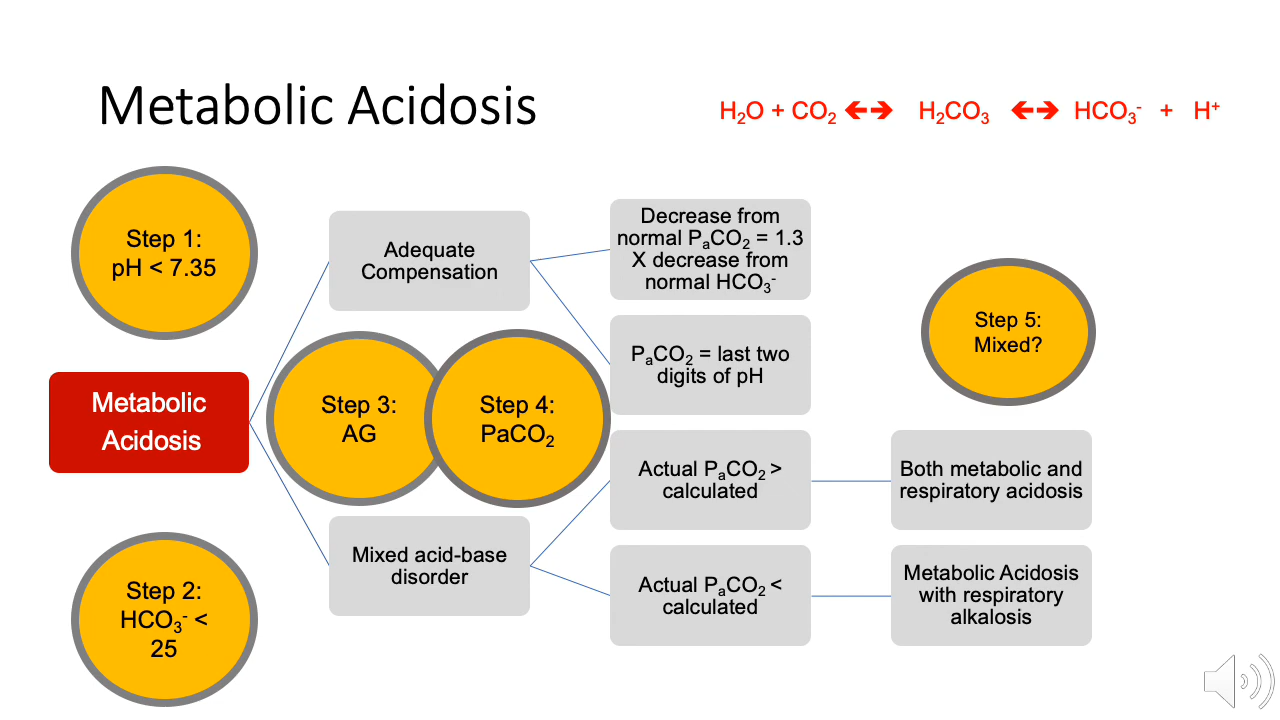 Metabolic Acidosis
H₂O + CO₂ 🡸🡺 H₂CO₃ 🡸🡺 HCO₃⁻ + H⁺
Step 1:
pH < 7.35
Metabolic
Acidosis
Step 2:
HCO₃⁻ <
25
Adequate
Compensation
Step 3:
AG
Step 4:
PaCO₂
Mixed acid-base
disorder
Decrease from
normal PₐCO₂ = 1.3
X decrease from
normal HCO₃⁻
PₐCO₂ = last two
digits of pH
Actual PₐCO₂ >
calculated
Actual PₐCO₂ <
calculated
Step 5:
Mixed?
Both metabolic and
respiratory acidosis
Metabolic Acidosis
with respiratory
alkalosis